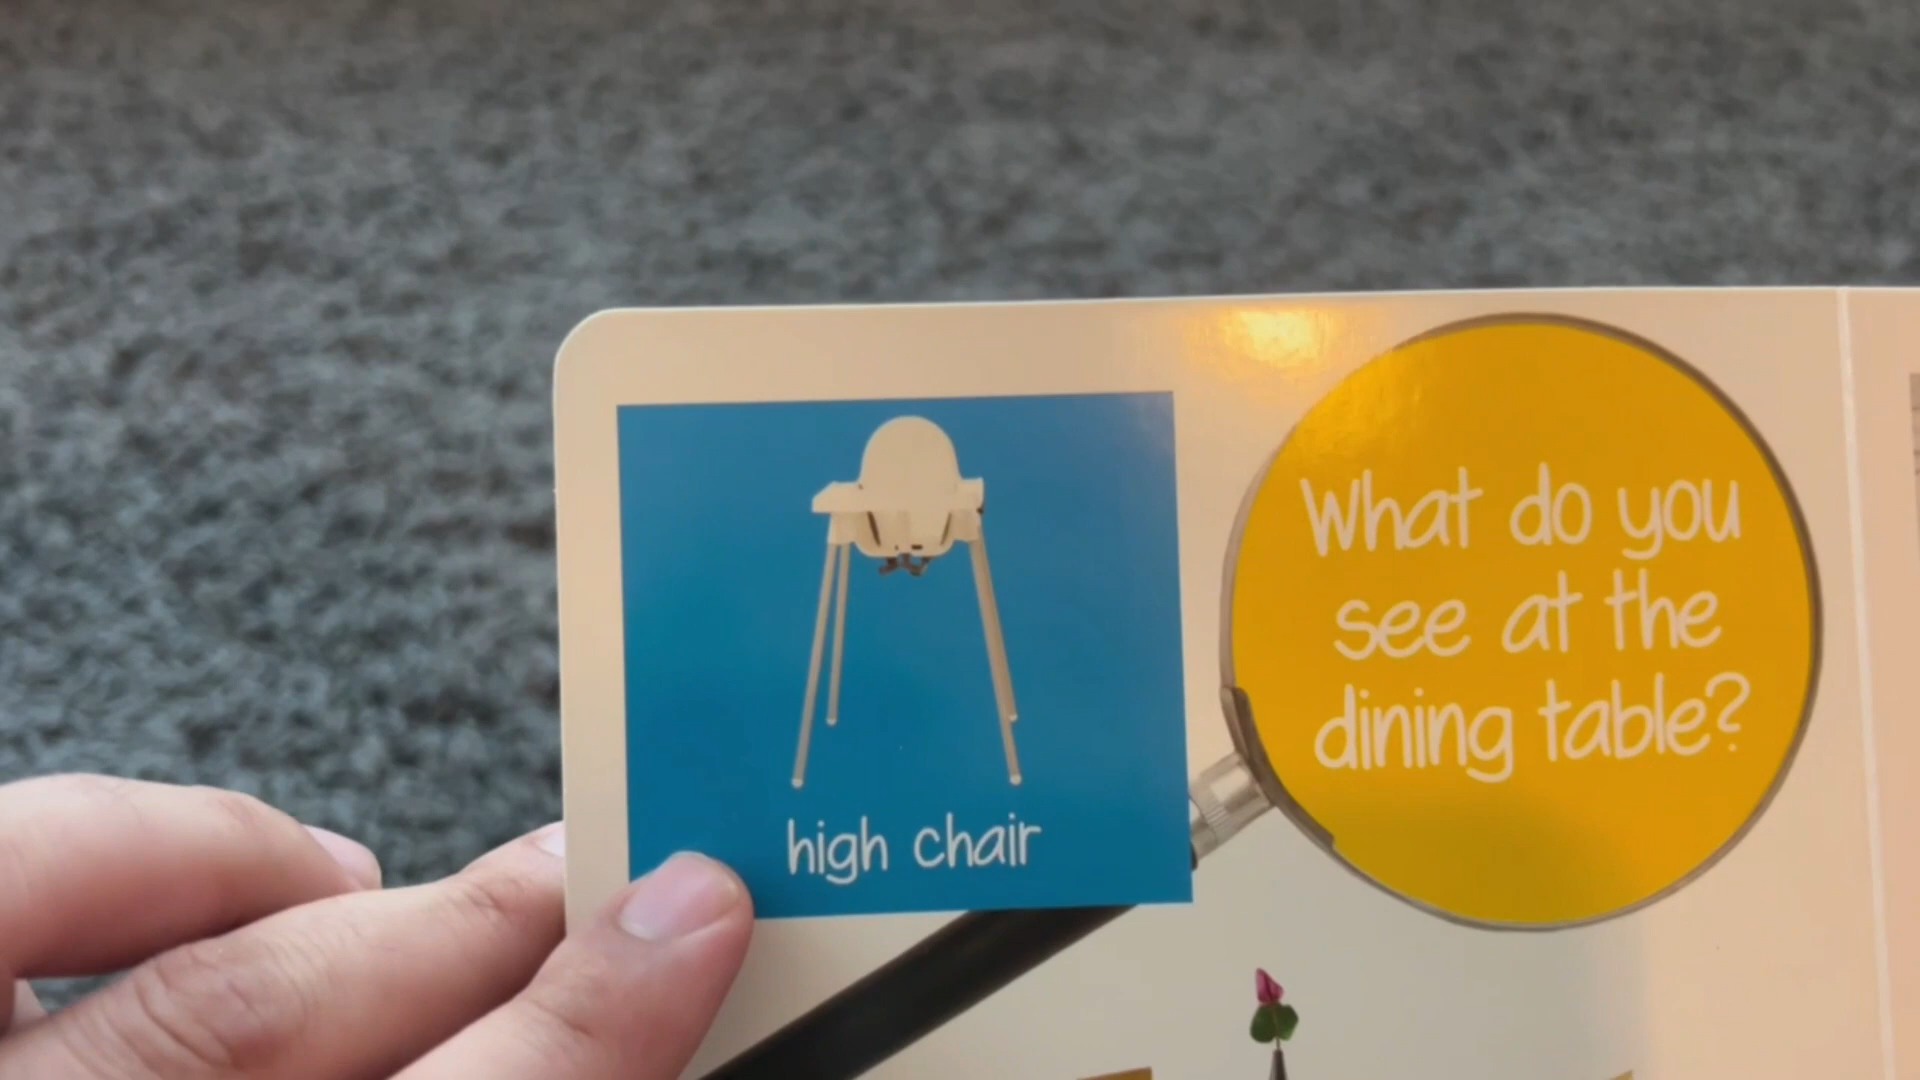 high chair
What do you
see at the
dining table?